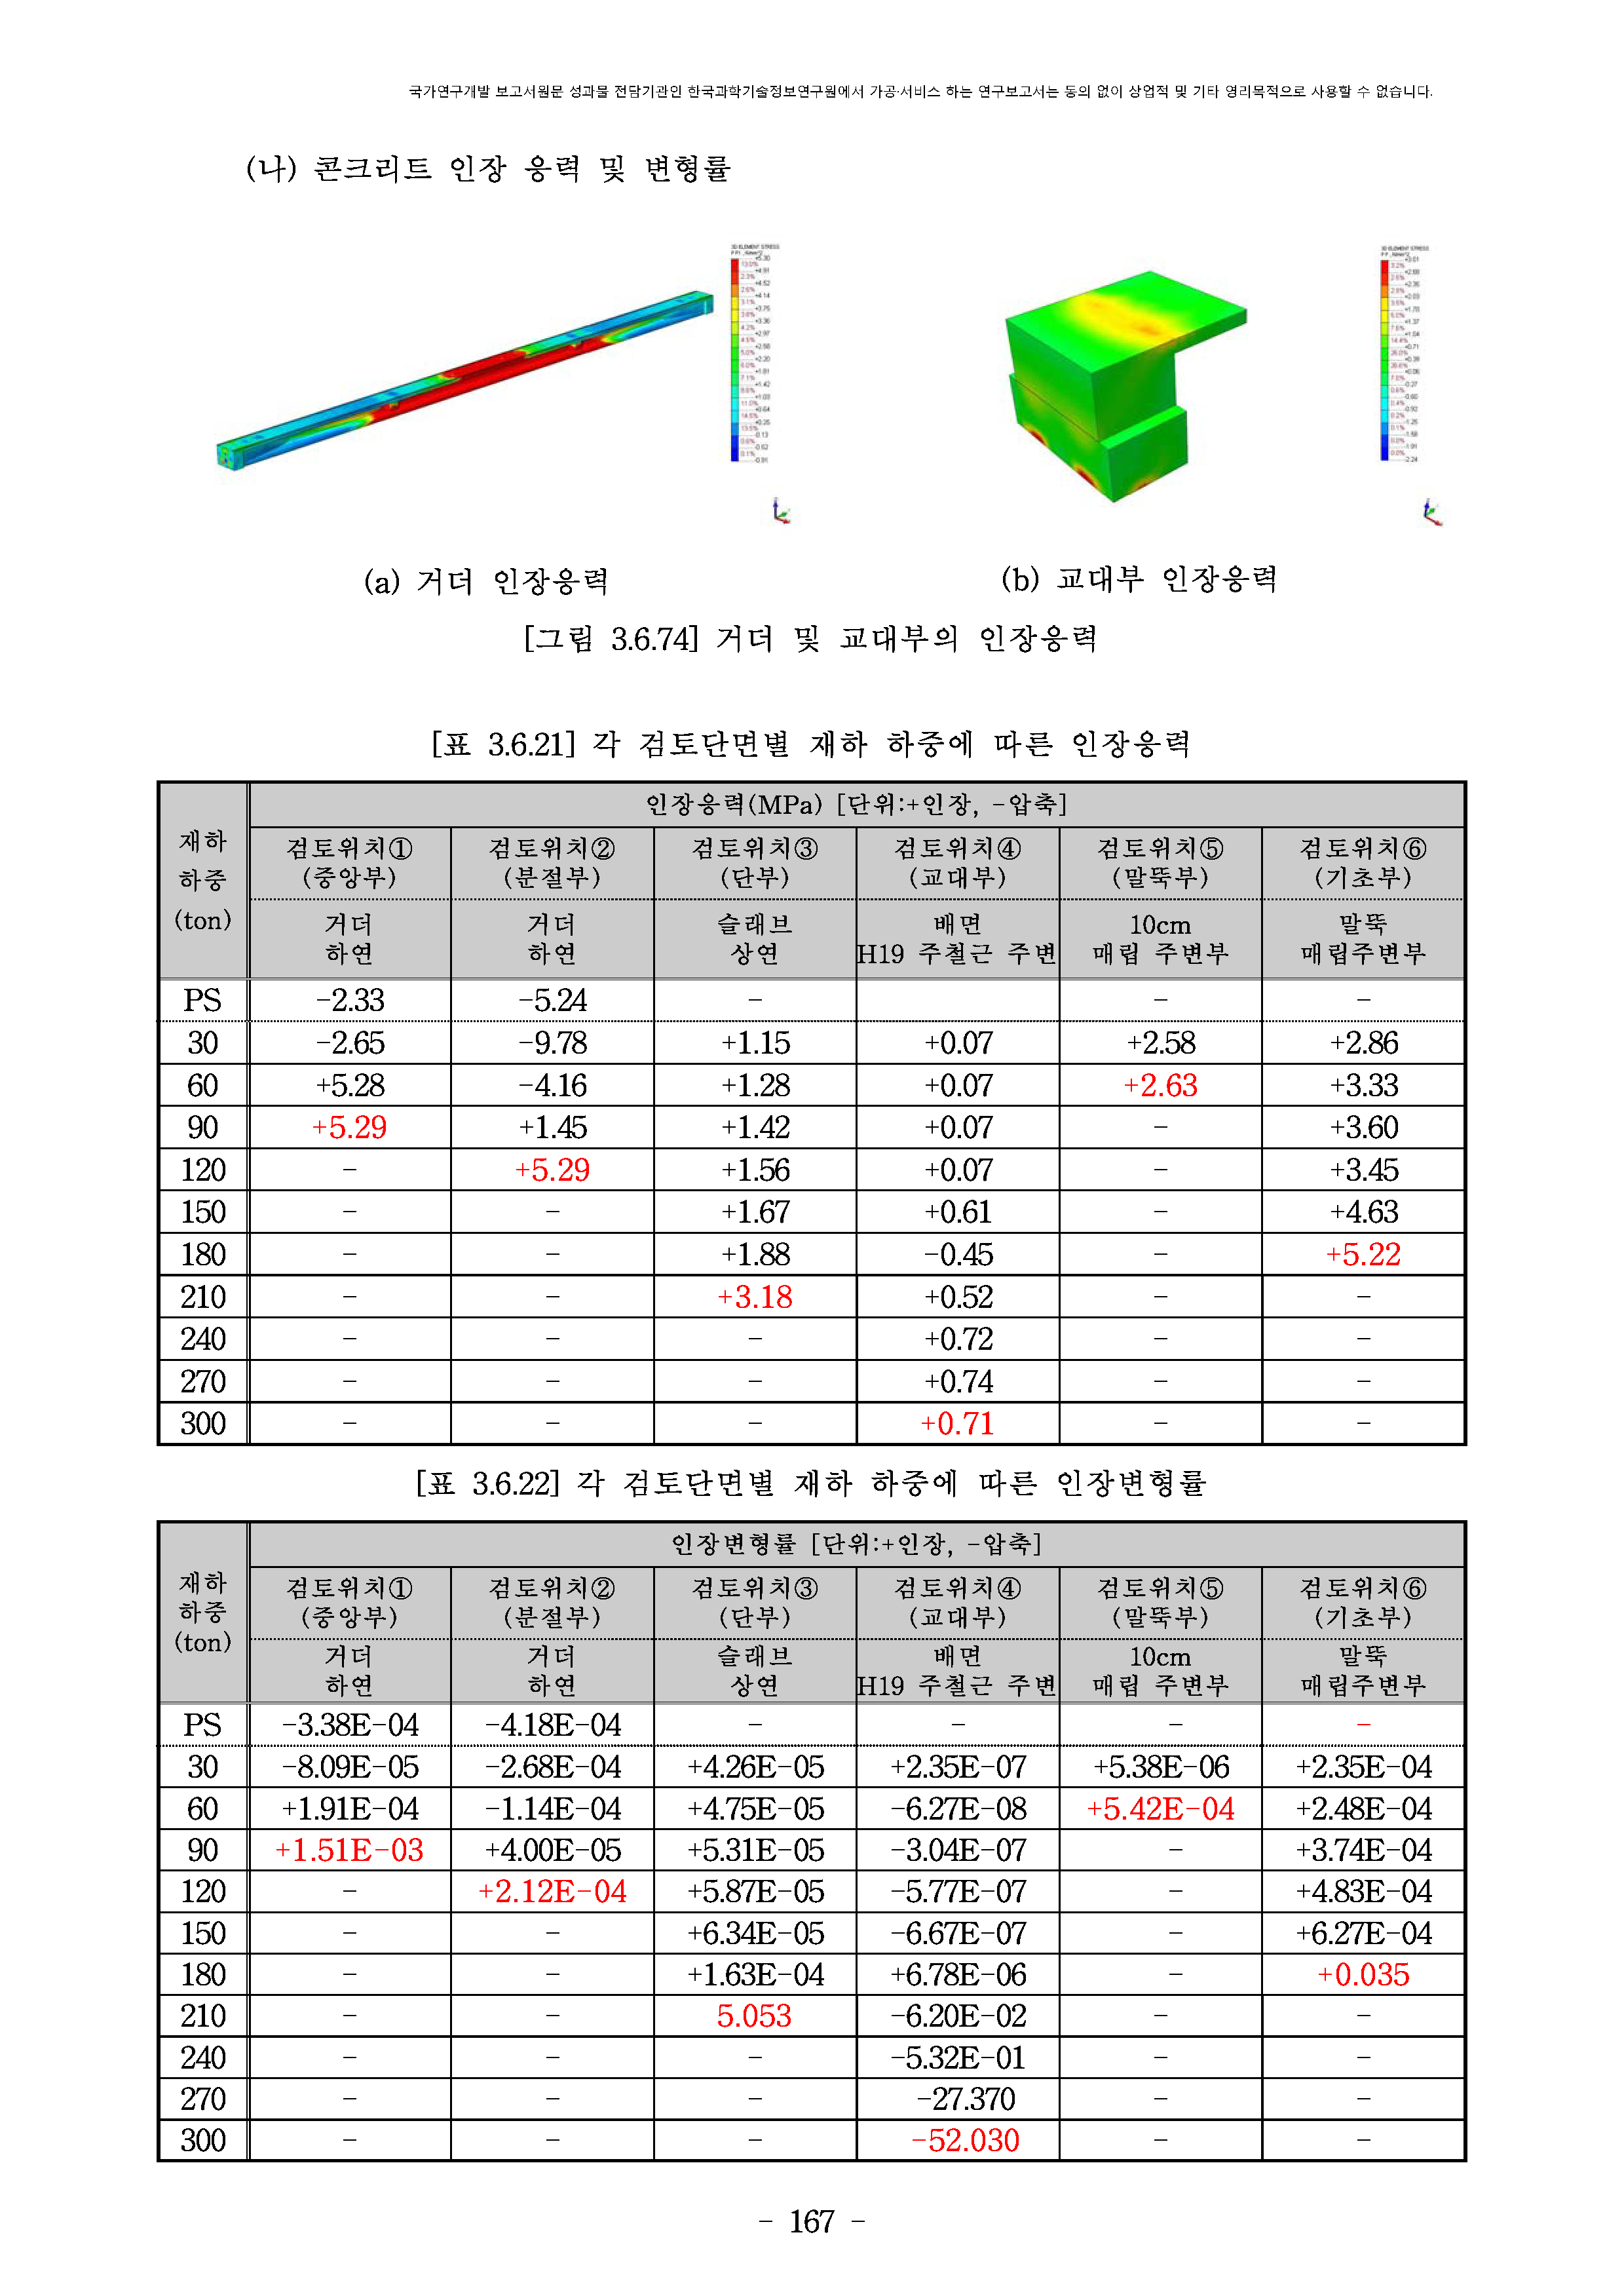 국가연구개발 보고서원문 성과물 전담기관인 한국과학기술정보연구원에서 가공·서비스 하는 연구보고서는 동의 없이 상업적 및 기타 영리목적으로 사용할 수 없습니다.
(나) 콘크리트 인장 응력 및 변형률
(a) 거더 인장응력
(b) 교대부 인장응력
[그림 3.6.74] 거더 및 교대부의 인장응력
[표 3.6.21] 각 검토단면별 재하 하중에 따른 인장응력
재하 하중 (ton) 인장응력(MPa) [단위:+인장, -압축]
검토위치① (중앙부) 검토위치② (분절부) 검토위치③ (단부) 검토위치④ (교대부) 검토위치⑤ (말뚝부) 검토위치⑥ (기초부)
거더 하연 거더 하연 슬래브 상연 배면 H19 주철근 주변 10cm 매립 주변부 말뚝 매립주변부
PS -2.33 -5.24 - - -
30 -2.65 -9.78 +1.15 +0.07 +2.58 +2.86
60 +5.28 -4.16 +1.28 +0.07 +2.63 +3.33
90 +5.29 +1.45 +1.42 +0.07 - +3.60
120 - +5.29 +1.56 +0.07 - +3.45
150 - - +1.67 +0.61 - +4.63
180 - - +1.88 -0.45 - +5.22
210 - - +3.18 +0.52 - -
240 - - - +0.72 - -
270 - - - +0.74 - -
300 - - - +0.71 - -
[표 3.6.22] 각 검토단면별 재하 하중에 따른 인장변형률
재하 하중 (ton) 인장변형률 [단위:+인장, -압축]
검토위치① (중앙부) 검토위치② (분절부) 검토위치③ (단부) 검토위치④ (교대부) 검토위치⑤ (말뚝부) 검토위치⑥ (기초부)
거더 하연 거더 하연 슬래브 상연 배면 H19 주철근 주변 10cm 매립 주변부 말뚝 매립주변부
PS -3.38E-04 -4.18E-04 - - - -
30 -8.09E-05 -2.68E-04 +4.26E-05 +2.35E-07 +5.38E-06 +2.35E-04
60 +1.91E-04 -1.14E-04 +4.75E-05 -6.27E-08 +5.42E-04 +2.48E-04
90 +1.51E-03 +4.00E-05 +5.31E-05 -3.04E-07 - +3.74E-04
120 - +2.12E-04 +5.87E-05 -5.77E-07 - +4.83E-04
150 - - +6.34E-05 -6.67E-07 - +6.27E-04
180 - - +1.63E-04 +6.78E-06 - +0.035
210 - - 5.053 -6.20E-02 - -
240 - - - -5.32E-01 - -
270 - - - -27.370 - -
300 - - - -52.030 - -
- 167 -